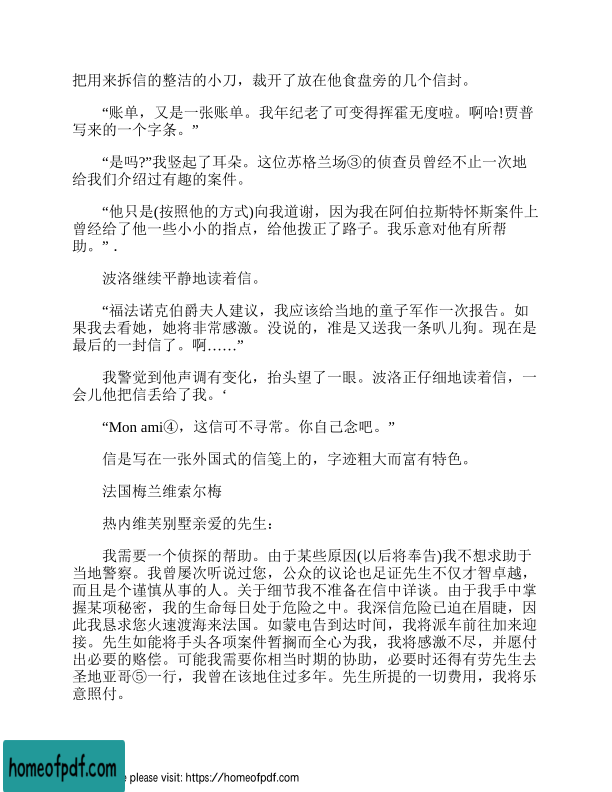 把用来拆信的整洁的小刀，裁开了放在他食盘旁的几个信封。
“账单，又是一张账单。我年纪老了可变得挥霍无度啦。啊哈!贾普
写来的一个字条。”
“是吗?”我竖起了耳朵。这位苏格兰场③的侦查员曾经不止一次地
给我们介绍过有趣的案件。
“他只是(按照他的方式)向我道谢，因为我在阿伯拉斯特怀斯案件上
曾经给了他一些小小的指点，给他拨正了路子。我乐意对他有所帮
助。” .
波洛继续平静地读着信。
“福法诺克伯爵夫人建议，我应该给当地的童子军作一次报告。如
果我去看她，她将非常感激。没说的，准是又送我一条叭儿狗。现在是
最后的一封信了。啊……”
我警觉到他声调有变化，抬头望了一眼。波洛正仔细地读着信，一
会儿他把信丢给了我。‘
“Mon ami④，这信可不寻常。你自己念吧。”
信是写在一张外国式的信笺上的，字迹粗大而富有特色。
法国梅兰维索尔梅
热内维芙别墅亲爱的先生：
我需要一个侦探的帮助。由于某些原因(以后将奉告)我不想求助于
当地警察。我曾屡次听说过您，公众的议论也足证先生不仅才智卓越，
而且是个谨慎从事的人。关于细节我不准备在信中详谈。由于我手中掌
握某项秘密，我的生命每日处于危险之中。我深信危险已迫在眉睫，因
此我恳求您火速渡海来法国。如蒙电告到达时间，我将派车前往加来迎
接。先生如能将手头各项案件暂搁而全心为我，我将感激不尽，并愿付
出必要的赔偿。可能我需要你相当时期的协助，必要时还得有劳先生去
圣地亚哥⑤一行，我曾在该地住过多年。先生所提的一切费用，我将乐
意照付。
homeofpdf.com
please visit: https://homeofpdf.com